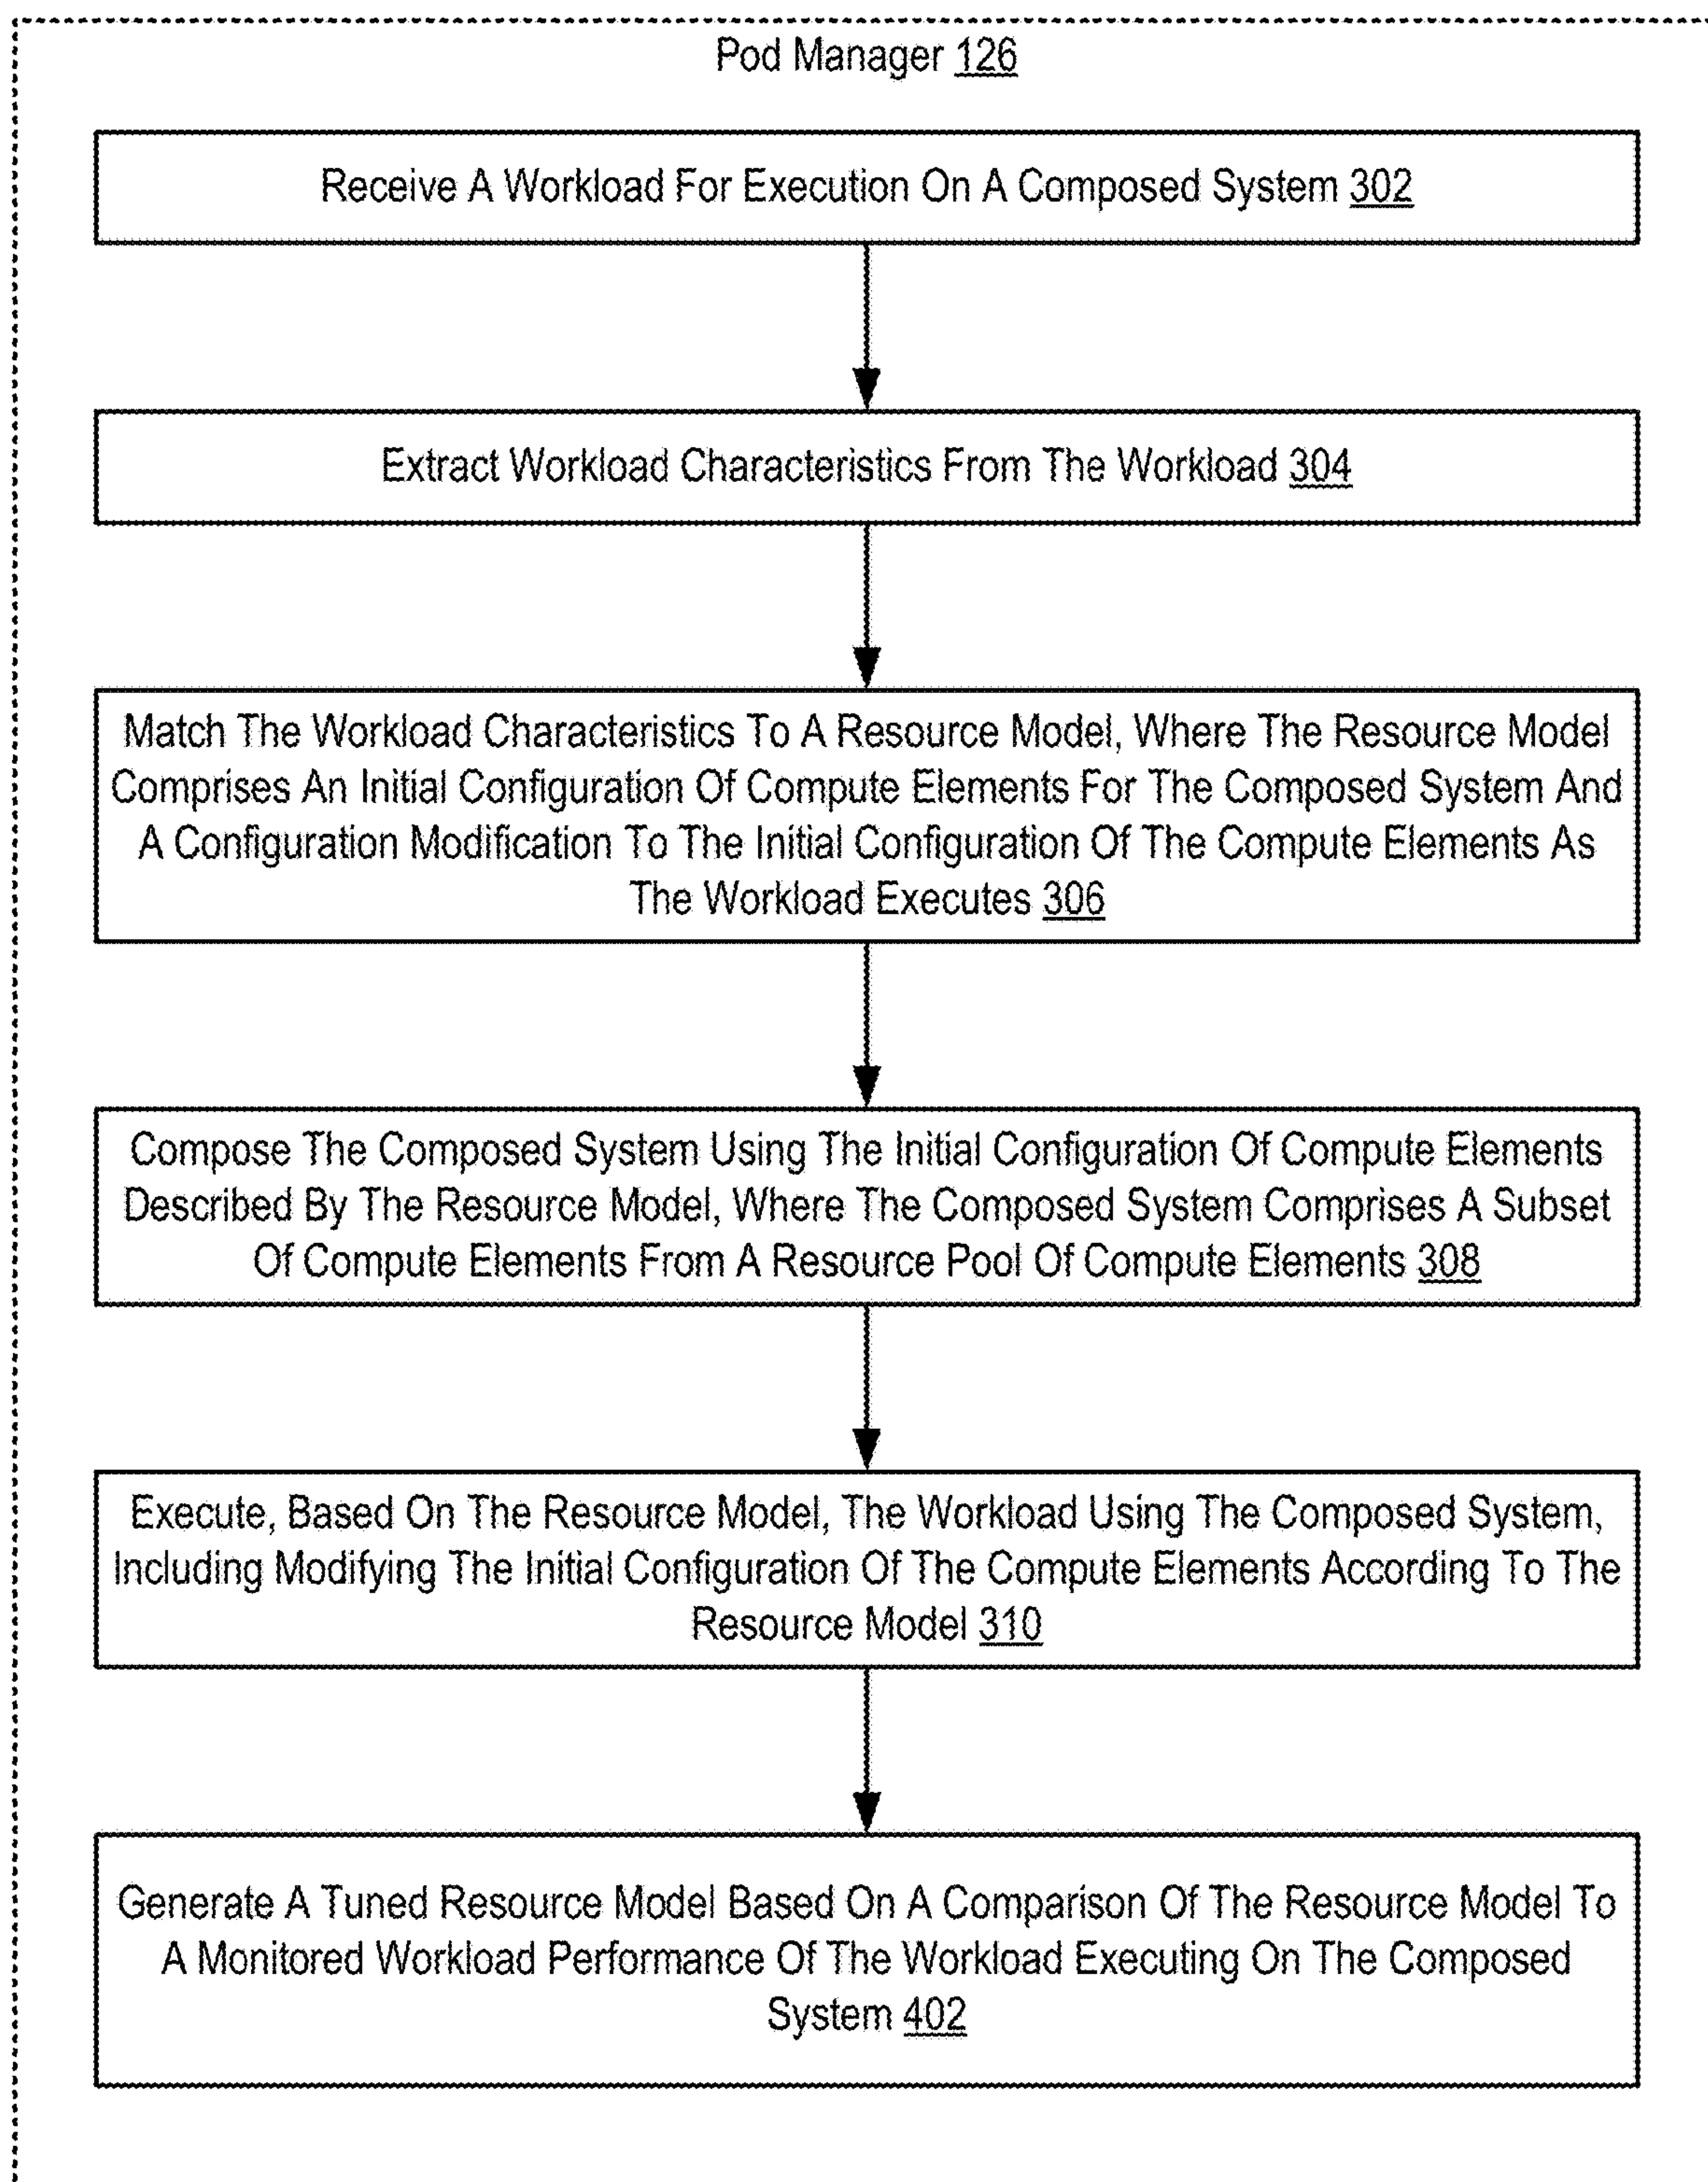 Pod Manager 126
Receive A Workload For Execution On A Composed System 302
Extract Workload Characteristics From The Workload 304
Match The Workload Characteristics To A Resource Model, Where The Resource Model
Comprises An Initial Configuration Of Compute Elements For The Composed System And
A Configuration Modification To The Initial Configuration Of The Compute Elements As
The Workload Executes 306
Compose The Composed System Using The Initial Configuration Of Compute Elements
Described By The Resource Model, Where The Composed System Comprises A Subset
Of Compute Elements From A Resource Pool Of Compute Elements 308
Execute, Based On The Resource Model, The Workload Using The Composed System,
Including Modifying The Initial Configuration Of The Compute Elements According To The
Resource Model 310
Generate A Tuned Resource Model Based On A Comparison Of The Resource Model To
A Monitored Workload Performance Of The Workload Executing On The Composed
System 402